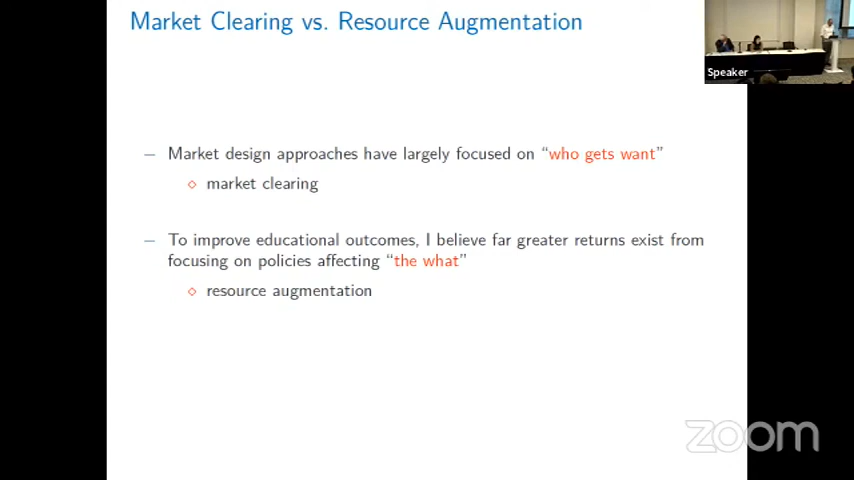 Market Clearing vs. Resource Augmentation
Speaker
– Market design approaches have largely focused on “who gets want”
◇ market clearing
– To improve educational outcomes, I believe far greater returns exist from
focusing on policies affecting “the what”
◇ resource augmentation
zoom